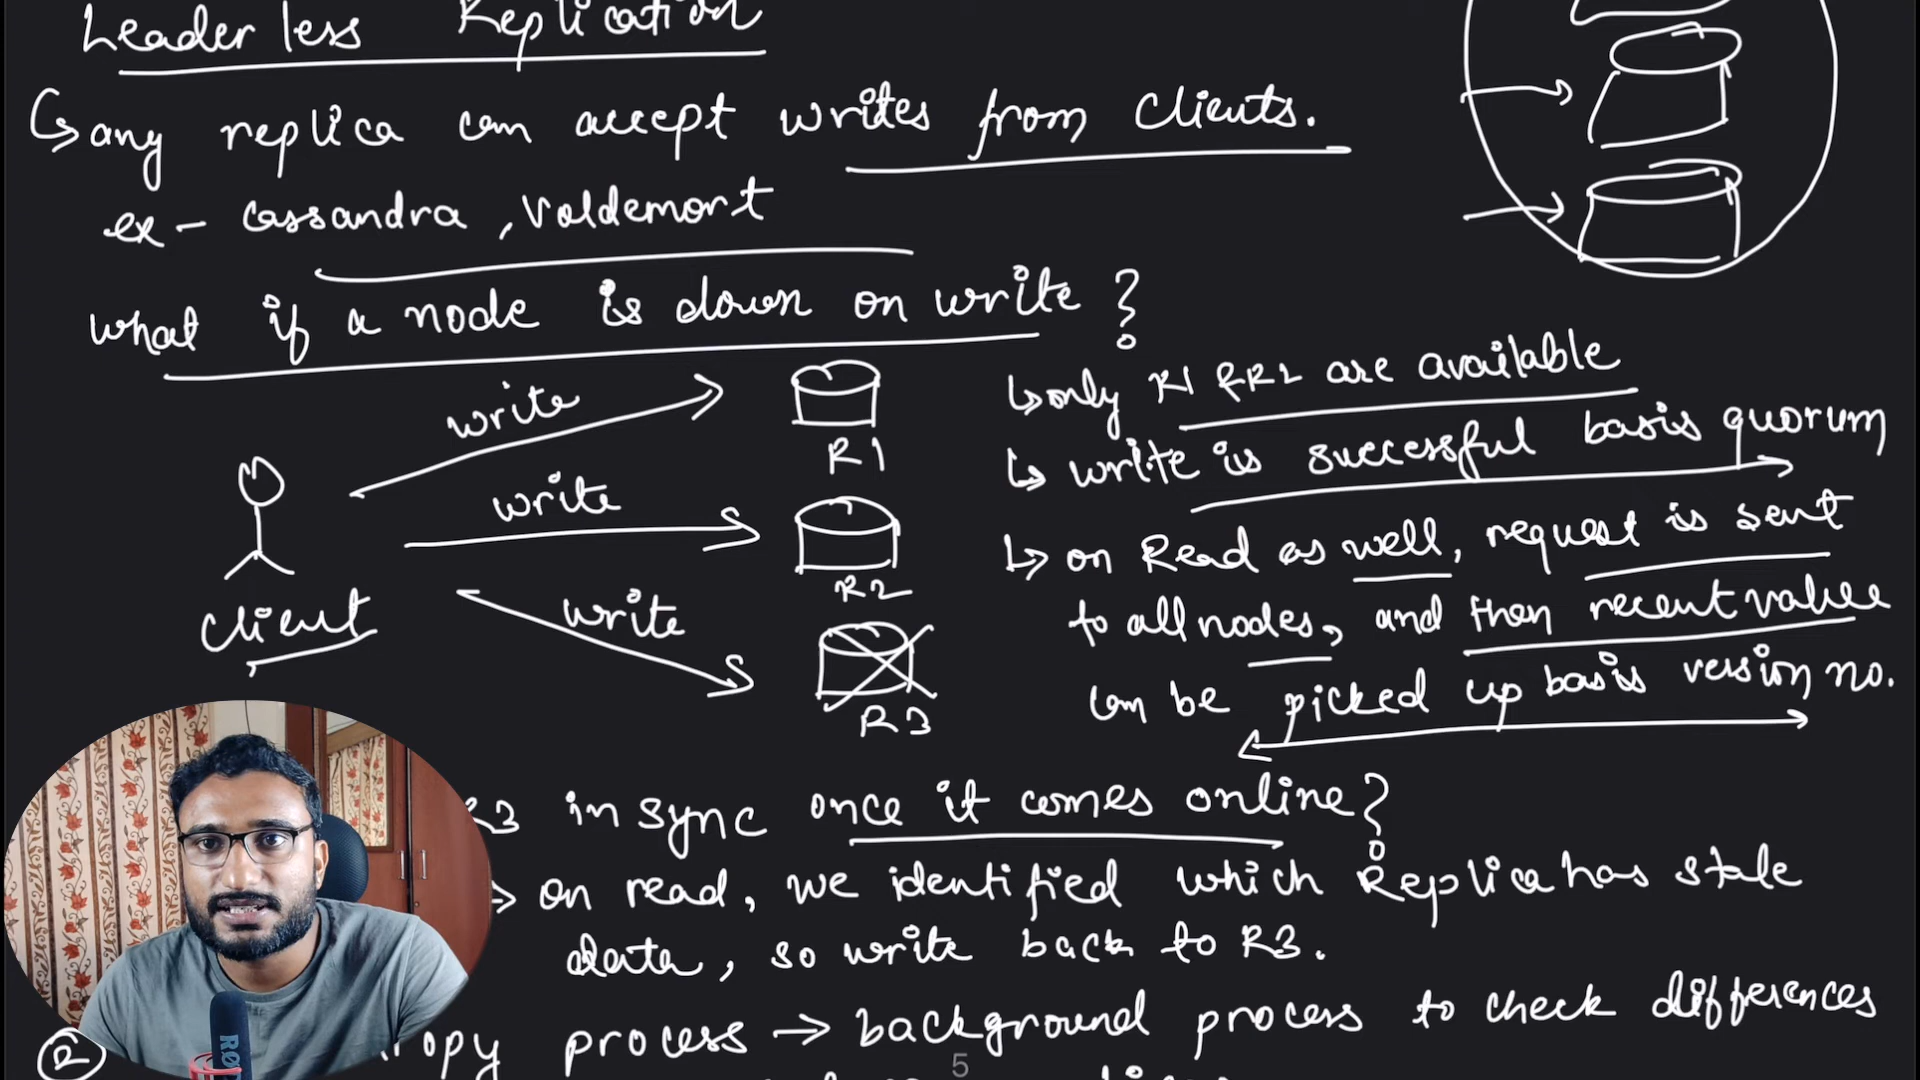 Leaderless Replication
↳ any replica can accept writes from clients.
ex - cassandra, Voldemort
what if a node is down on write?
write
R1
write
R2
write
R3
client
↳ only R1 & R2 are available
↳ write is successful basis quorum
↳ on Read as well, request is sent
to all nodes, and then recent value
can be picked up basis version no.
R3 in sync once it comes online?
→ on read, we identified which Replica has stale
data, so write back to R3.
2 ropy process → background process to check differences
5